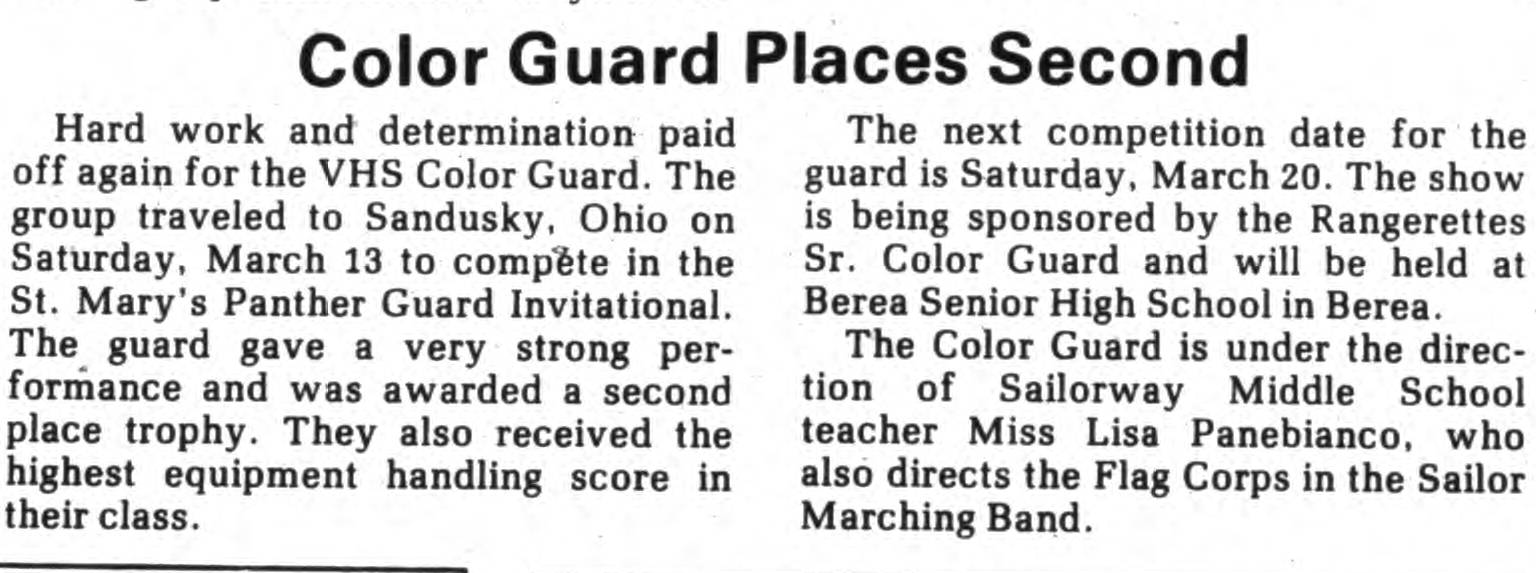 Color Guard Places Second
Hard work and determination paid
off again for the VHS Color Guard. The
group traveled to Sandusky, Ohio on
Saturday, March 13 to compete in the
St. Mary's Panther Guard Invitational.
The guard gave a very strong per-
formance and was awarded a second
place trophy. They also received the
highest equipment handling score in
their class.
The next competition date for the
guard is Saturday, March 20. The show
is being sponsored by the Rangerettes
Sr. Color Guard and will be held at
Berea Senior High School in Berea.
The Color Guard is under the direc-
tion of Sailorway Middle School
teacher Miss Lisa Panebianco, who
also directs the Flag Corps in the Sailor
Marching Band.